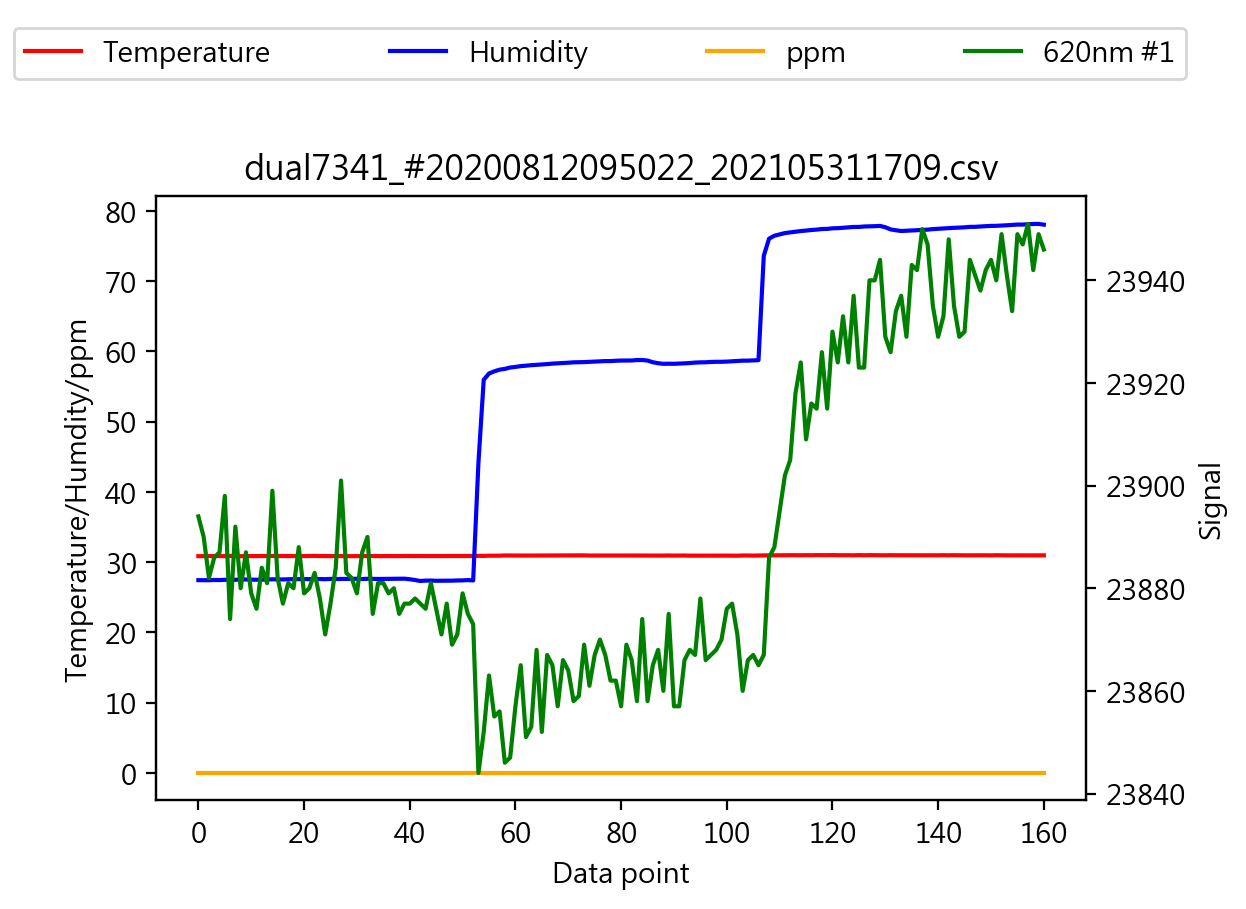 Temperature Humidity ppm 620nm #1
dual7341_#20200812095022_202105311709.csv
80
70
60
50
40
30
20
10
0
Temperature/Humdity/ppm
23940
23920
23900
23880
23860
23840
Signal
0 20 40 60 80 100 120 140 160
Data point